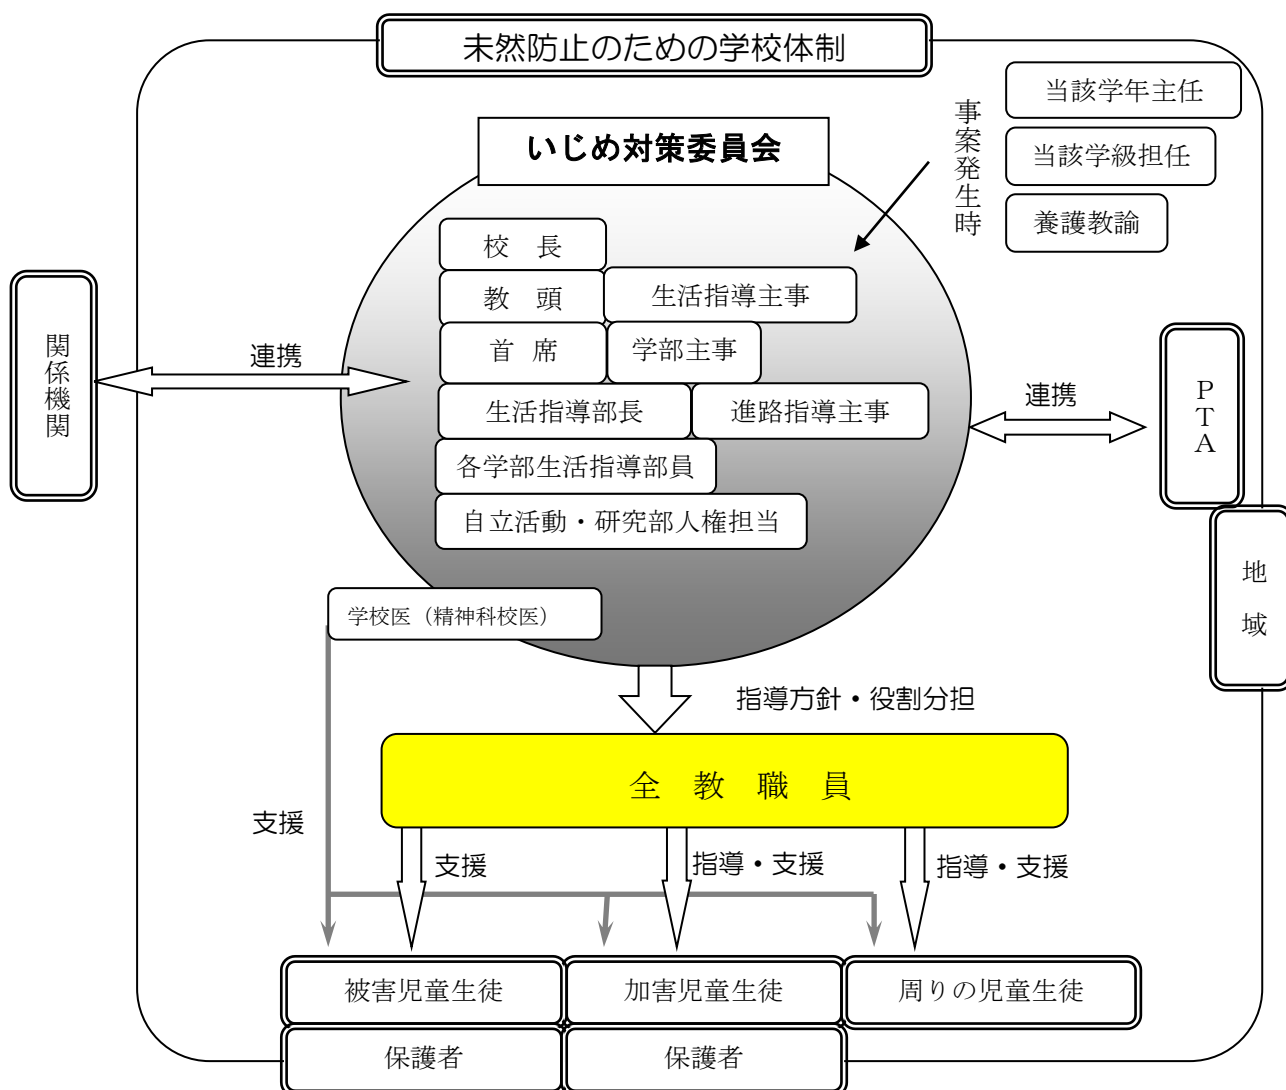 未然防止のための学校体制
当該学年主任
当該学級担任
養護教諭
事案発生時
いじめ対策委員会
校　長
教　頭
生活指導主事
首 席
学部主事
生活指導部長
進路指導主事
各学部生活指導部員
自立活動・研究部人権担当
学校医（精神科校医）
関係機関
連携
連携
PTA
地　域
指導方針・役割分担
全　教　職　員
支援
支援
指導・支援
指導・支援
被害児童生徒
加害児童生徒
周りの児童生徒
保護者
保護者